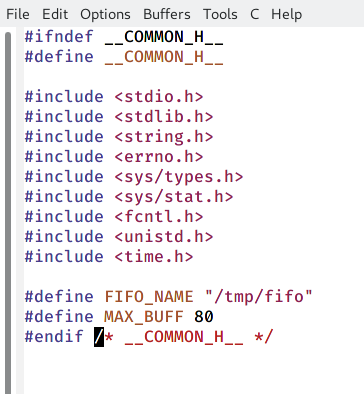 File Edit Options Buffers Tools C Help
#ifndef __COMMON_H__
#define __COMMON_H__
#include <stdio.h>
#include <stdlib.h>
#include <string.h>
#include <errno.h>
#include <sys/types.h>
#include <sys/stat.h>
#include <fcntl.h>
#include <unistd.h>
#include <time.h>
#define FIFO_NAME "/tmp/fifo"
#define MAX_BUFF 80
#endif /* __COMMON_H__ */